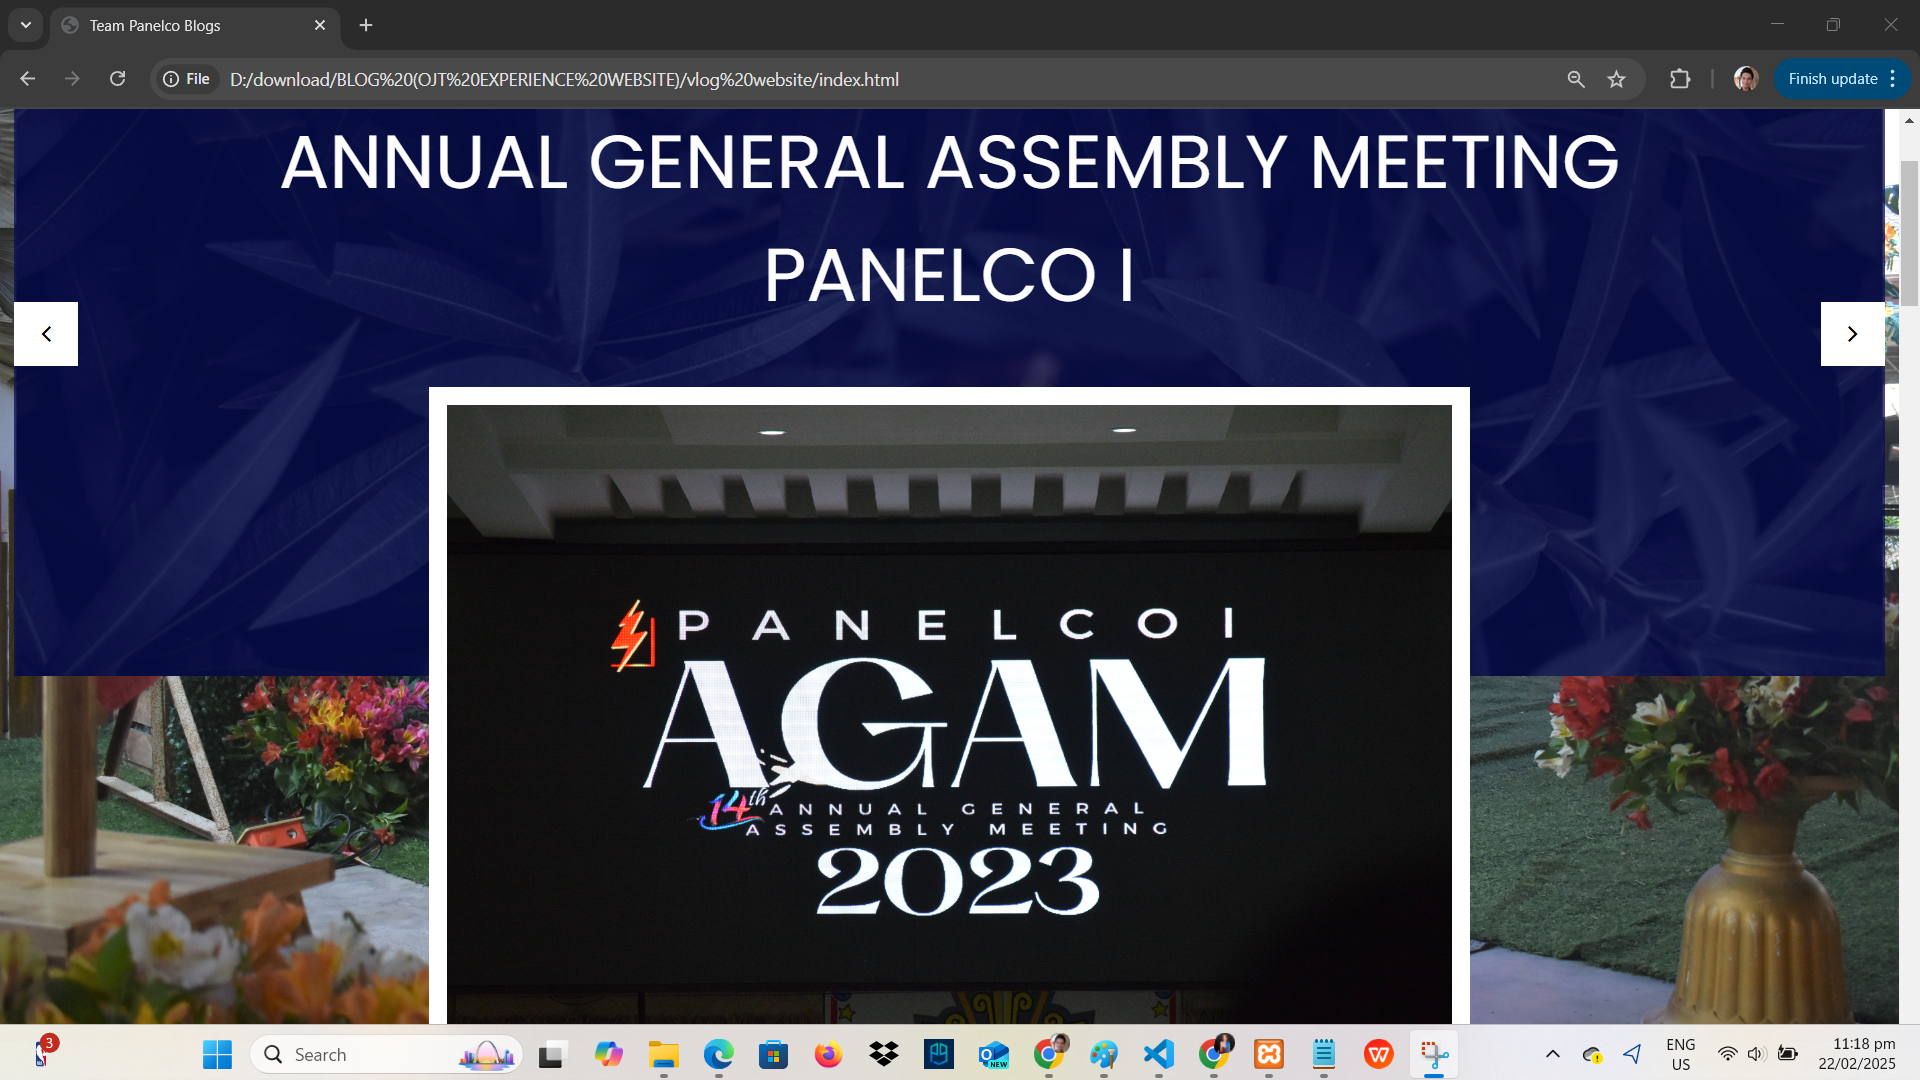 Team Panelco Blogs
File
D:/download/BLOG%20(OJT%20EXPERIENCE%20WEBSITE)/vlog%20website/index.html
Finish update
ANNUAL GENERAL ASSEMBLY MEETING
PANELCO I
PANELCO I
AGAM
14th ANNUAL GENERAL
ASSEMBLY MEETING
2023
3
Search
NEW
ENG
US
11:18 pm
22/02/2025